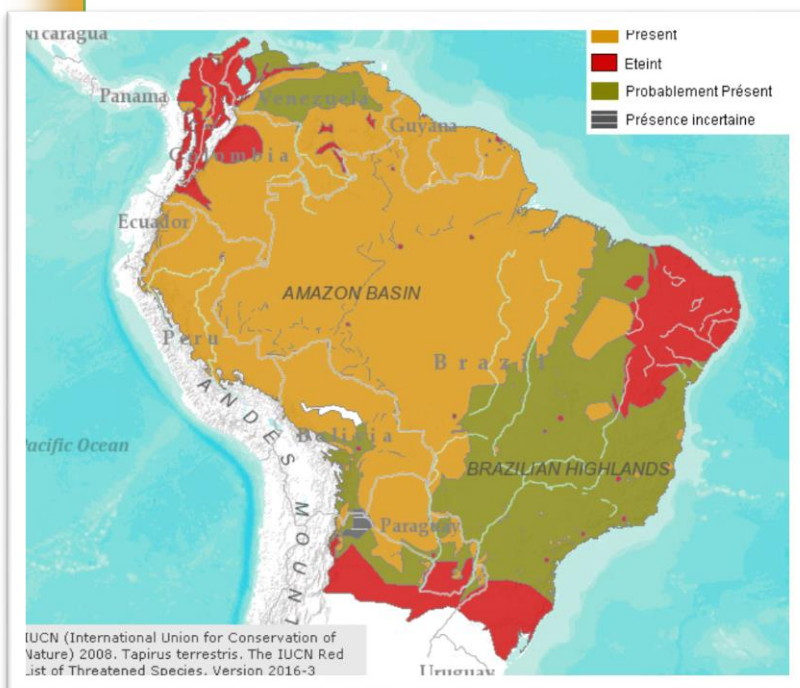 Nicaragua
Présent
Eteint
Panama
Venezuela
Probablement Présent
Guyana
Présence incertaine
Colombia
Ecuador
AMAZON BASIN
Peru
Brazil
ANDES MOUNT
Bolivia
Pacific Ocean
BRAZILIAN HIGHLANDS
Paraguay
IUCN (International Union for Conservation of
Nature) 2008. Tapirus terrestris. The IUCN Red
List of Threatened Species. Version 2016-3
Uruguay